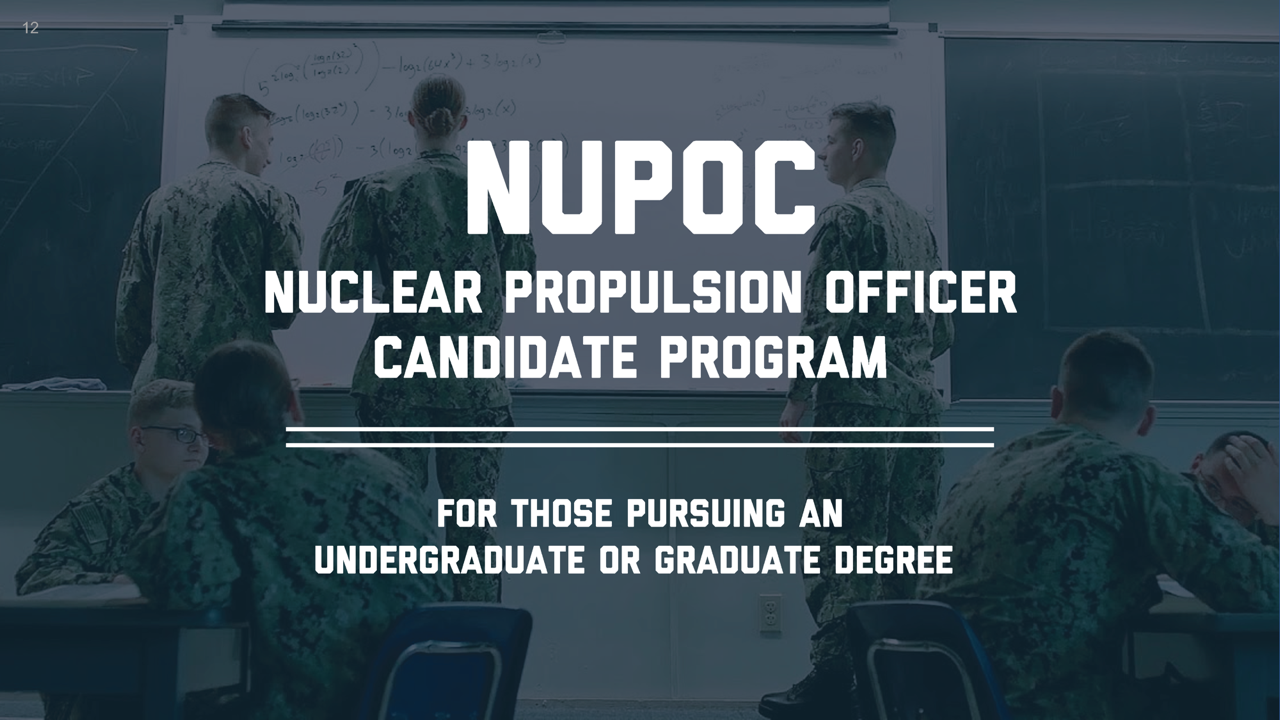 12
NUPOC
NUCLEAR PROPULSION OFFICER
CANDIDATE PROGRAM
FOR THOSE PURSUING AN
UNDERGRADUATE OR GRADUATE DEGREE